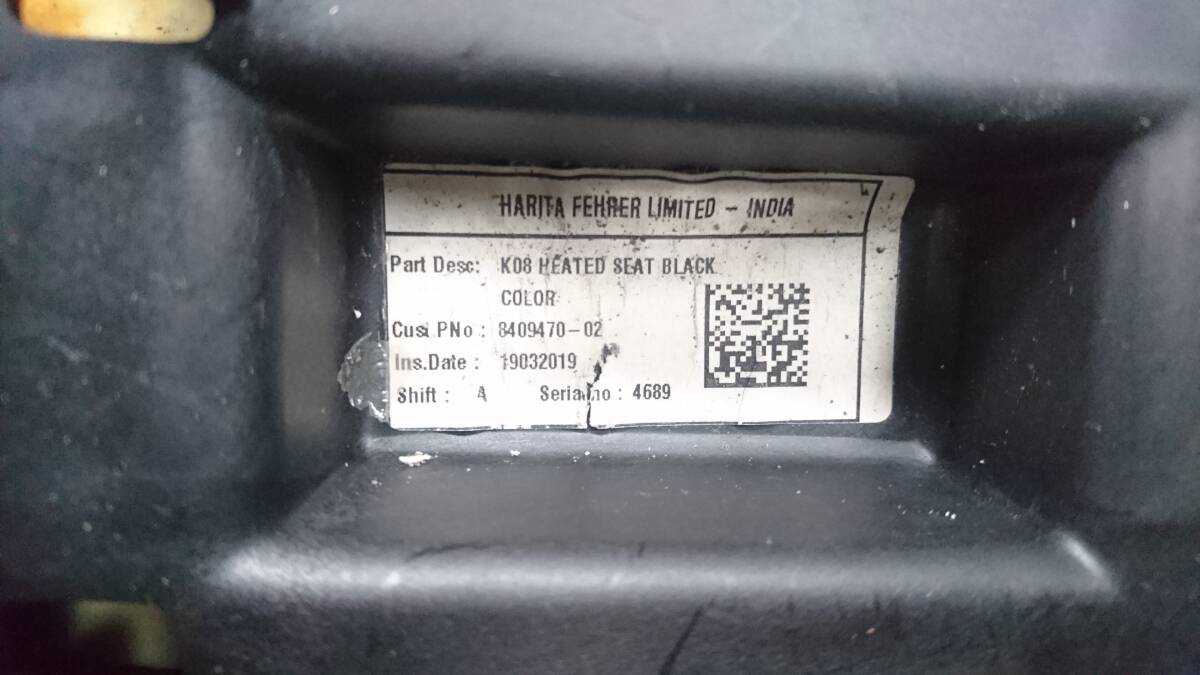 HARITA FEHRER LIMITED - INDIA
Part Desc: K08 HEATED SEAT BLACK
COLOR
Cust PNo : 8409470-02
Ins.Date : 19032019
Shift : A Serial no : 4689